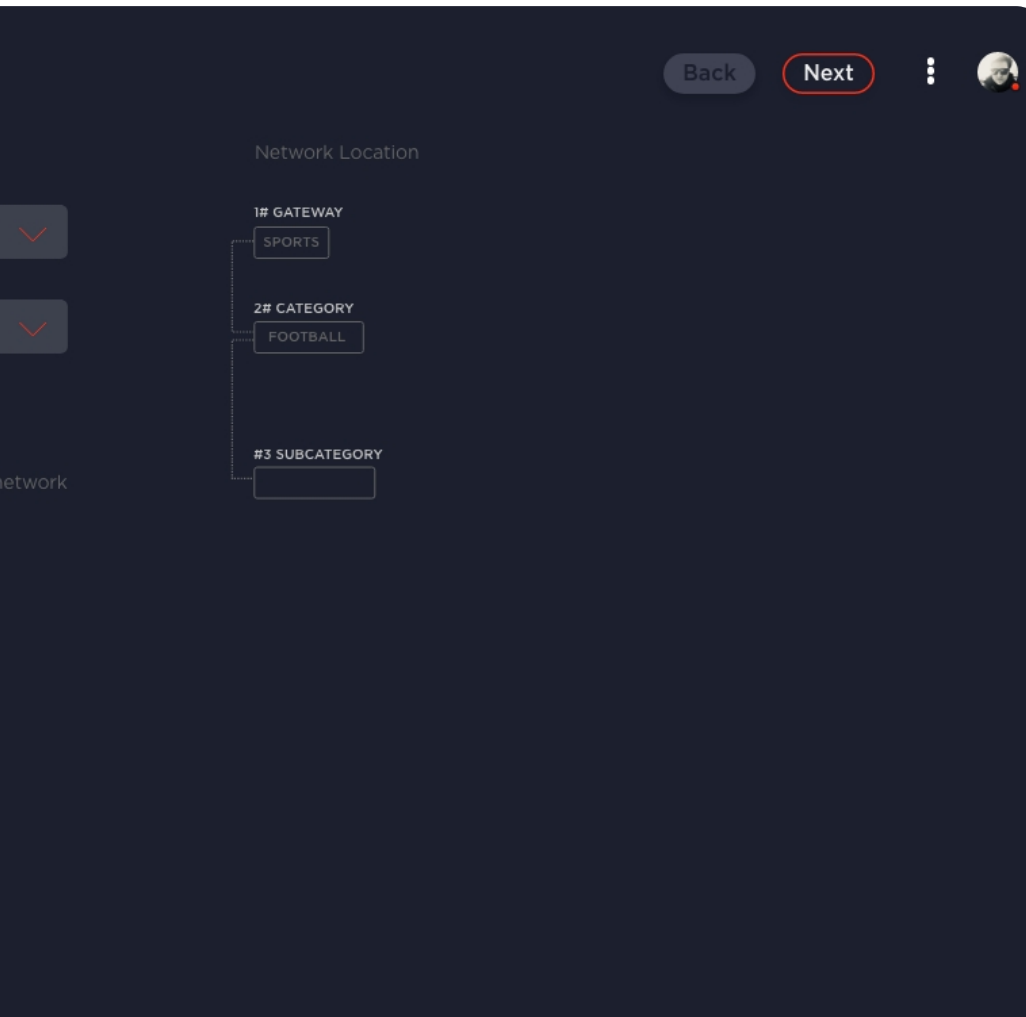 Back
Next
Network Location
1# GATEWAY
SPORTS
2# CATEGORY
FOOTBALL
#3 SUBCATEGORY
network